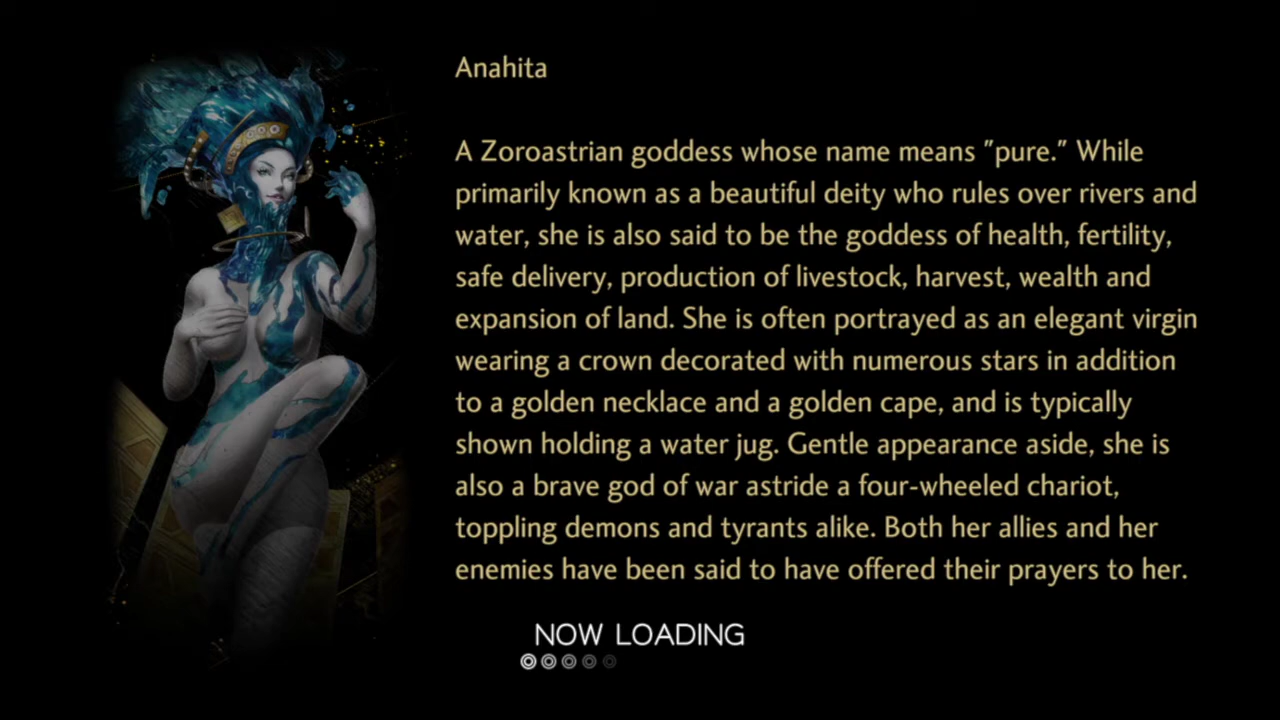 Anahita
A Zoroastrian goddess whose name means "pure." While
primarily known as a beautiful deity who rules over rivers and
water, she is also said to be the goddess of health, fertility,
safe delivery, production of livestock, harvest, wealth and
expansion of land. She is often portrayed as an elegant virgin
wearing a crown decorated with numerous stars in addition
to a golden necklace and a golden cape, and is typically
shown holding a water jug. Gentle appearance aside, she is
also a brave god of war astride a four-wheeled chariot,
toppling demons and tyrants alike. Both her allies and her
enemies have been said to have offered their prayers to her.
NOW LOADING